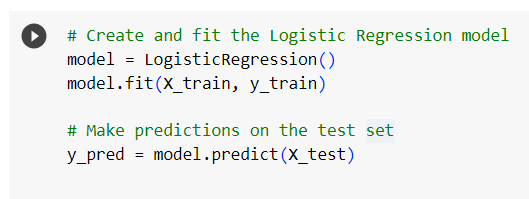 # Create and fit the Logistic Regression model
model = LogisticRegression()
model.fit(X_train, y_train)
# Make predictions on the test set
y_pred = model.predict(X_test)